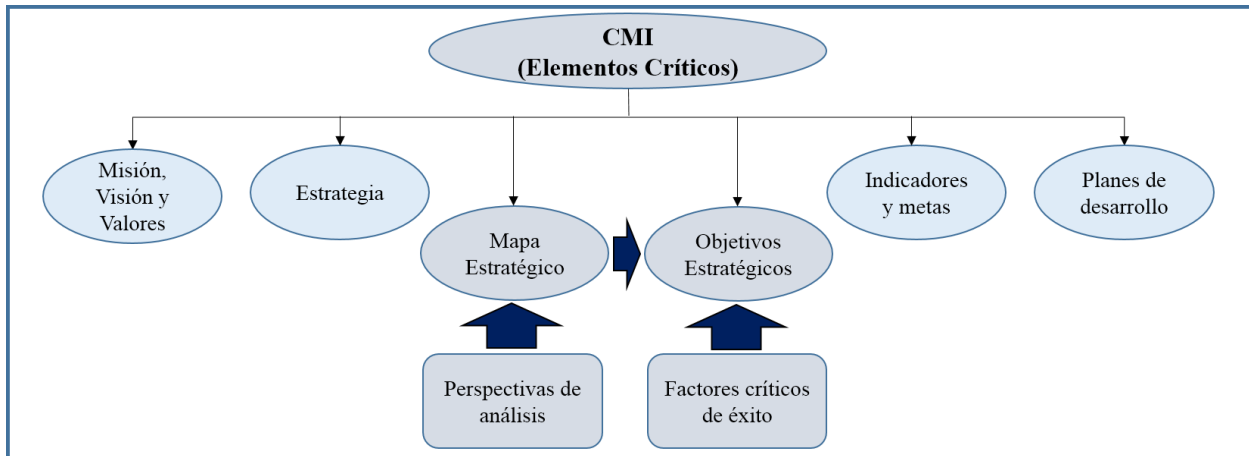 CMI
(Elementos Críticos)
Misión,
Visión y
Valores
Estrategia
Mapa
Estratégico
Objetivos
Estratégicos
Indicadores
y metas
Planes de
desarrollo
Perspectivas de
análisis
Factores críticos
de éxito